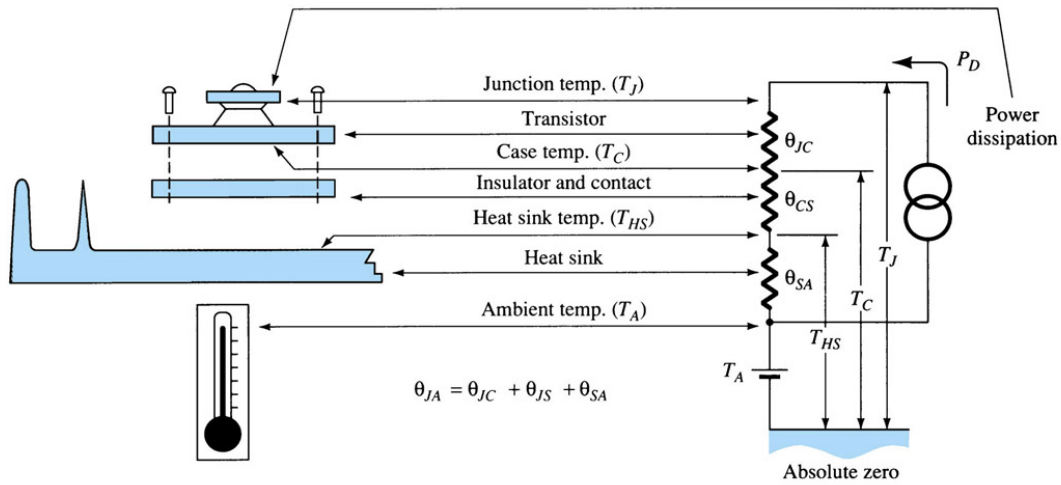 P_D
Junction temp. (T_J)
Power
dissipation
Transistor
θ_JC
Case temp. (T_C)
Insulator and contact
θ_CS
Heat sink temp. (T_HS)
T_J
Heat sink
θ_SA
T_C
Ambient temp. (T_A)
T_HS
T_A
θ_JA = θ_JC + θ_JS + θ_SA
Absolute zero